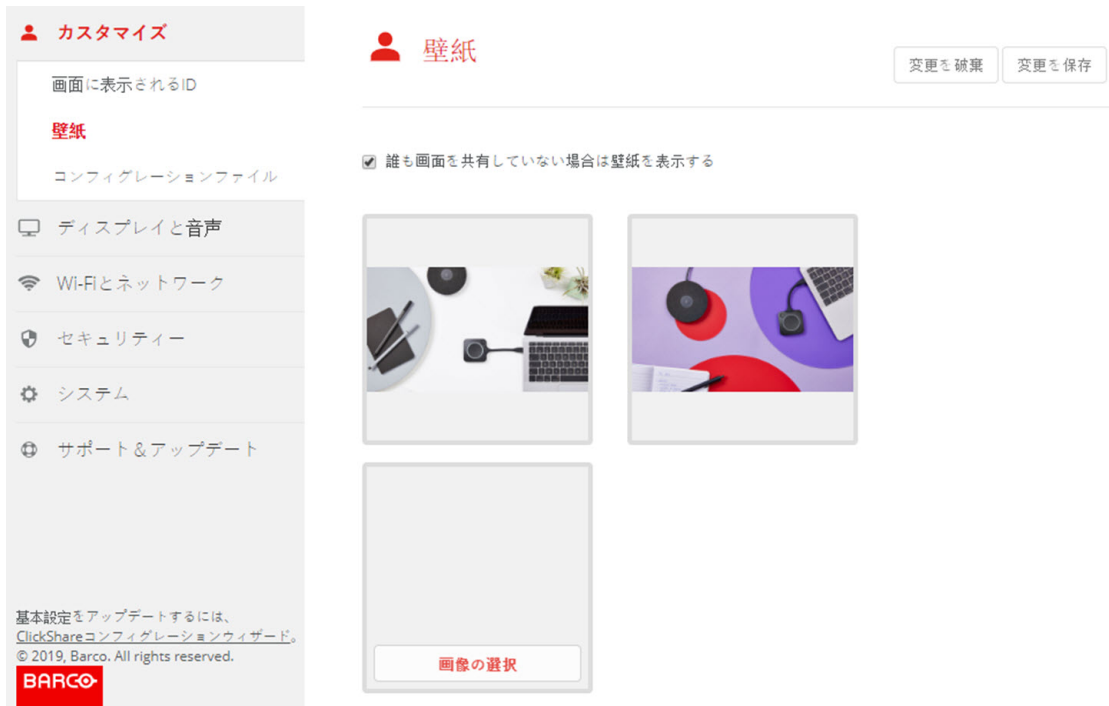 カスタマイズ
画面に表示されるID
壁紙
コンフィグレーションファイル
ディスプレイと音声
Wi-Fiとネットワーク
セキュリティー
システム
サポート＆アップデート
基本設定をアップデートするには、
ClickShareコンフィグレーションウィザード。
© 2019, Barco. All rights reserved.
BARCO
壁紙
変更を破棄
変更を保存
誰も画面を共有していない場合は壁紙を表示する
画像の選択